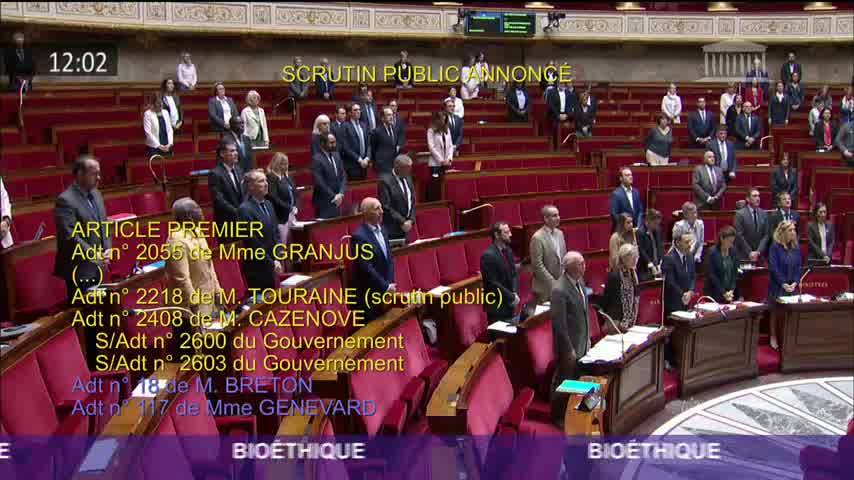 12:02
SCRUTIN PUBLIC ANNONCÉ
ARTICLE PREMIER
Adt n° 2055 de Mme GRANJUS
(...)
Adt n° 2218 de M. TOURAINE (scrutin public)
Adt n° 2408 de M. CAZENOVE
S/Adt n° 2600 du Gouvernement
S/Adt n° 2603 du Gouvernement
Adt n° 18 de M. BRETON
Adt n° 117 de Mme GENEVARD
MINISTRES
E BIOÉTHIQUE BIOÉTHIQUE